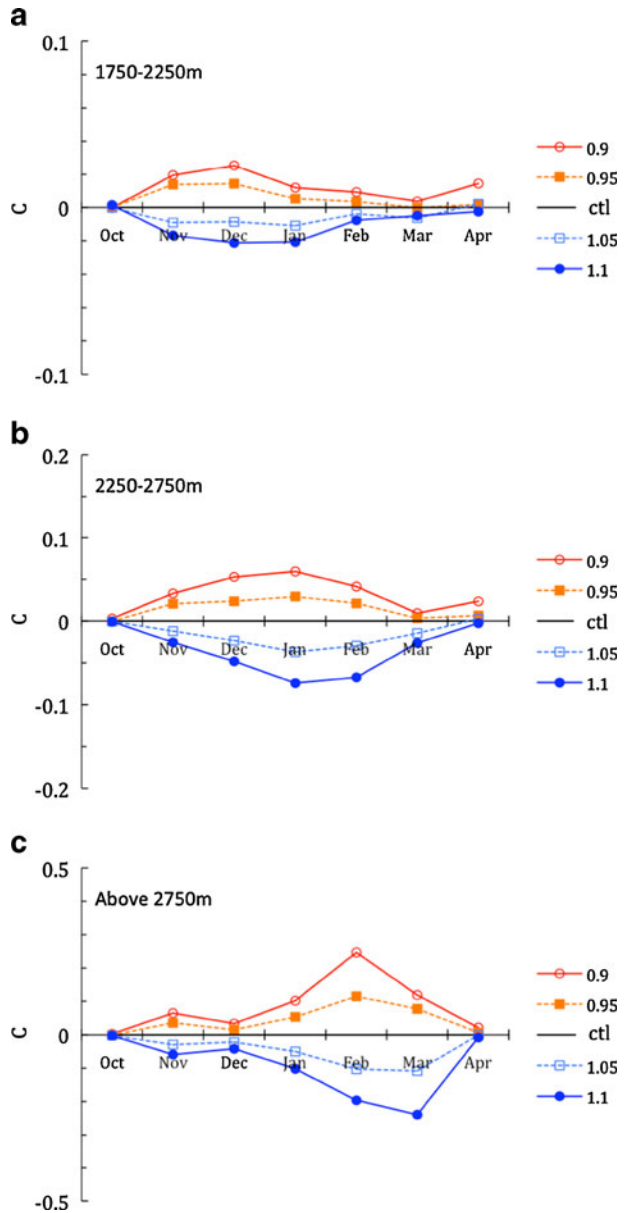 a
0.1
1750-2250m
0.9
0.95
C
0
ctl
Oct
Nov
Dec
Jan
Feb
Mar
Apr
1.05
1.1
-0.1
b
0.2
2250-2750m
0.1
0.9
0.95
C
0
ctl
Oct
Nov
Dec
Jan
Feb
Mar
Apr
1.05
1.1
-0.1
-0.2
c
0.5
Above 2750m
0.9
0.95
C
0
ctl
Oct
Nov
Dec
Jan
Feb
Mar
Apr
1.05
1.1
-0.5